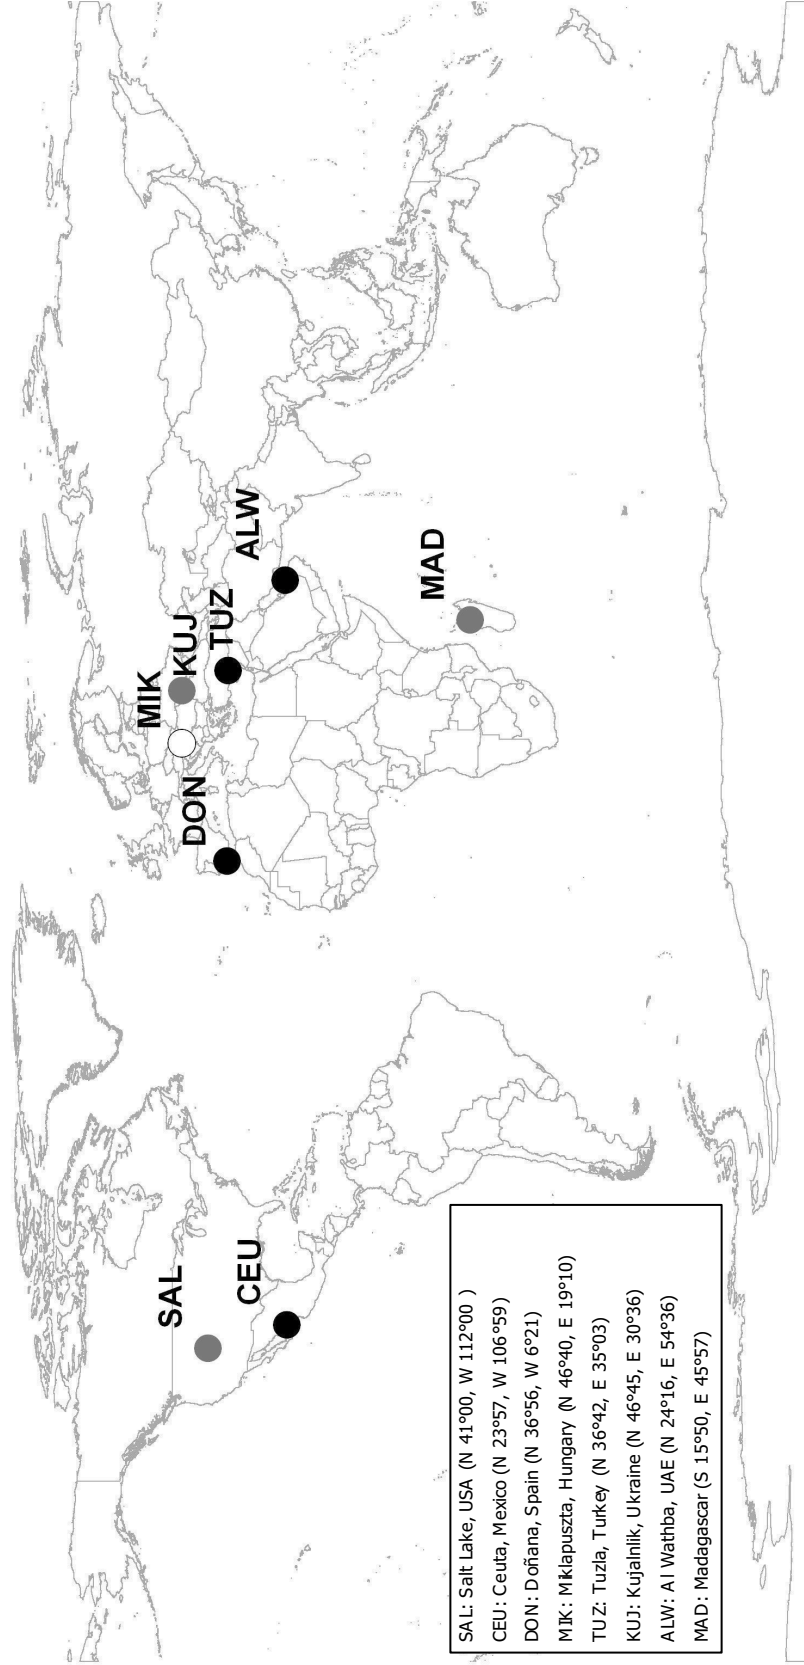 SAL
CEU
DON
MIK
KUJ
TUZ
ALW
MAD
SAL: Salt Lake, USA (N 41°00, W 112°00 )
CEU: Ceuta, Mexico (N 23°57, W 106°59)
DON: Doñana, Spain (N 36°56, W 6°21)
MIK: Miklapuszta, Hungary (N 46°40, E 19°10)
TUZ: Tuzla, Turkey (N 36°42, E 35°03)
KUJ: Kujalnlik, Ukraine (N 46°45, E 30°36)
ALW: Al Wathba, UAE (N 24°16, E 54°36)
MAD: Madagascar (S 15°50, E 45°57)